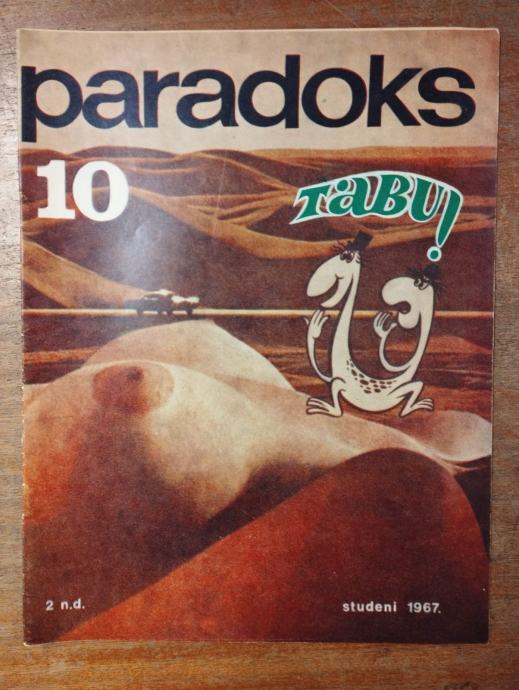 paradoks
10
TaBU!
2 n.d.
studeni 1967.